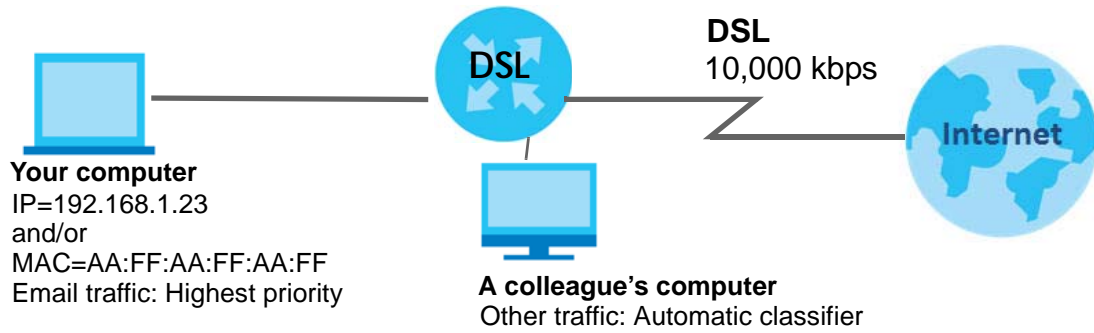 DSL
DSL
10,000 kbps
Internet
Your computer
IP=192.168.1.23
and/or
MAC=AA:FF:AA:FF:AA:FF
Email traffic: Highest priority
A colleague’s computer
Other traffic: Automatic classifier